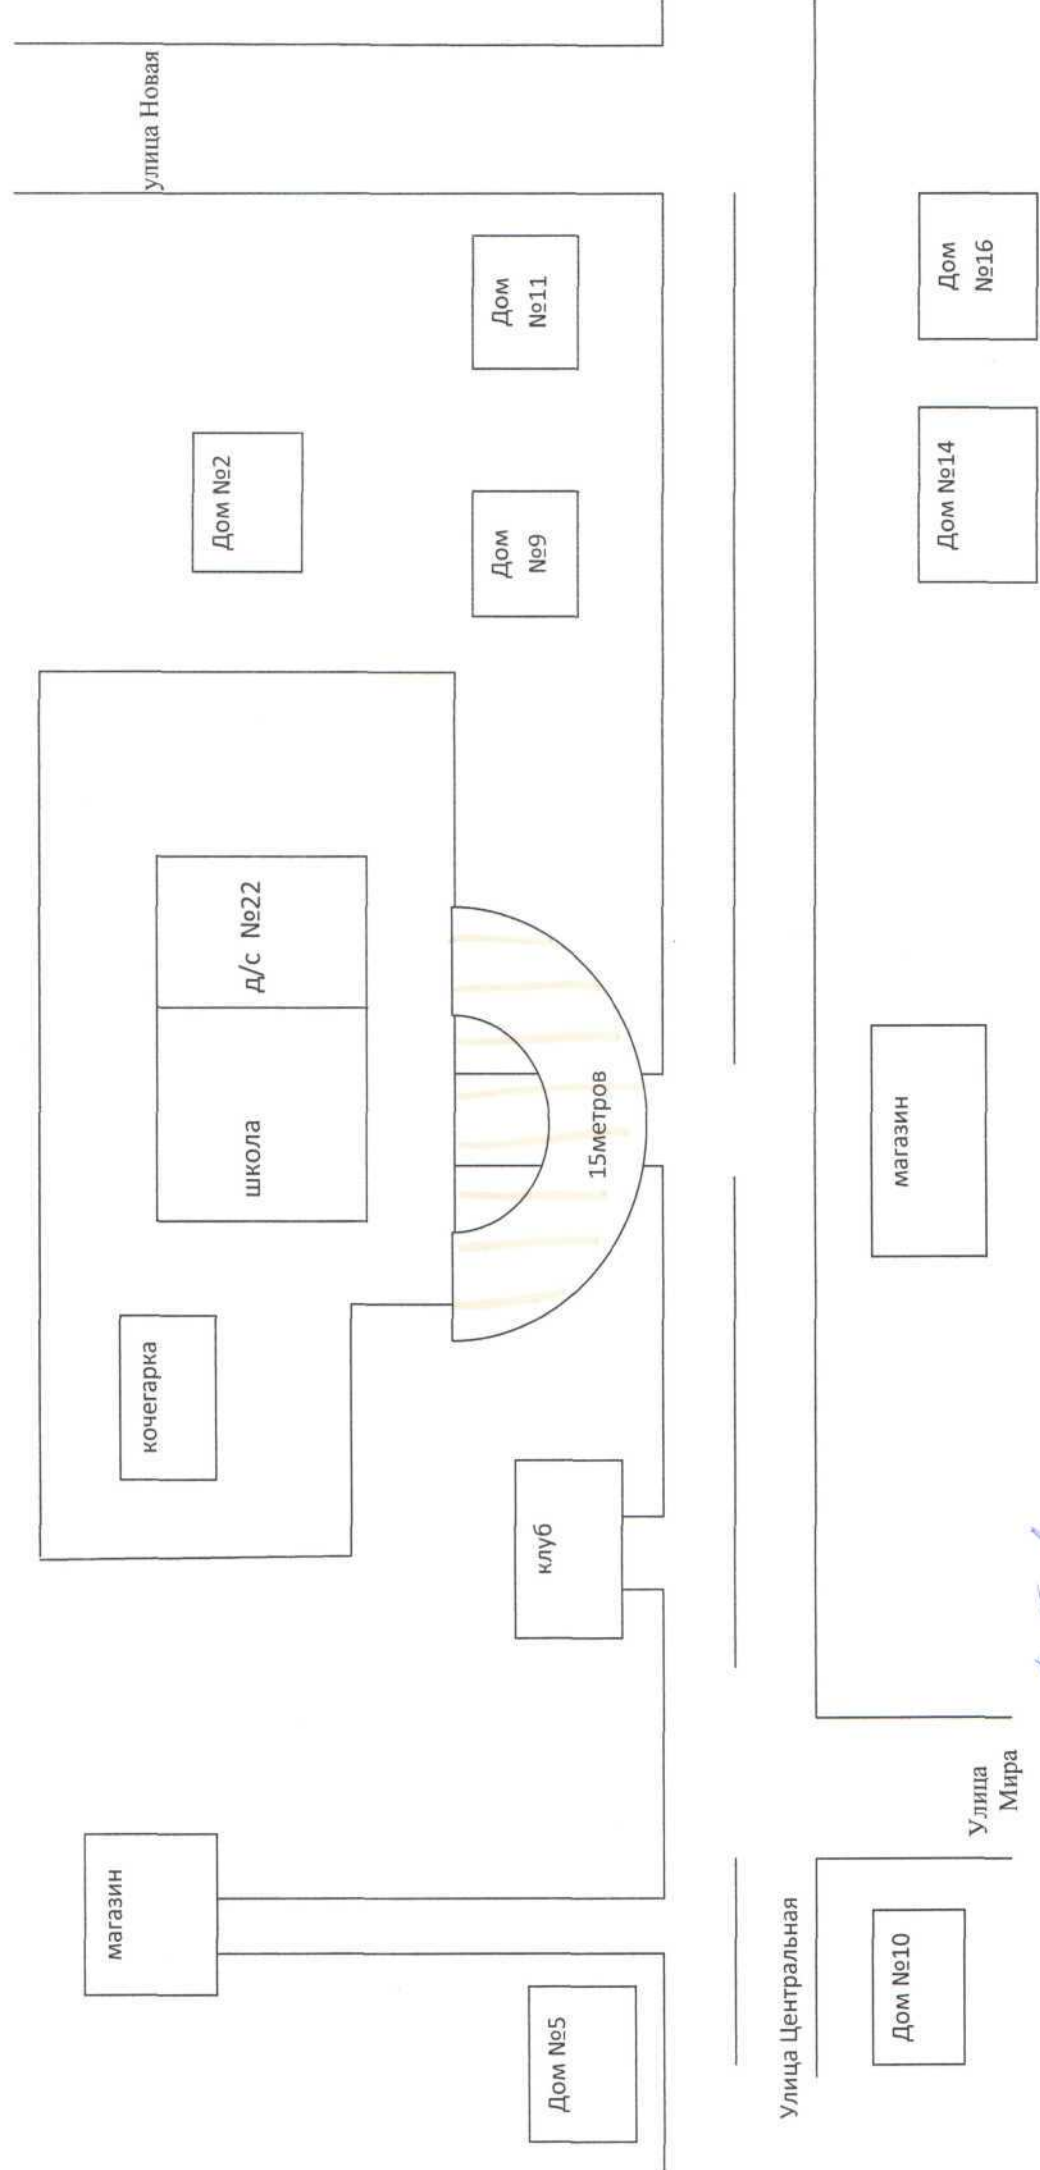 улица Новая
Дом №2
Дом
№11
Дом
№9
Дом
№16
Дом №14
д/с №22
школа
15метров
кочегарка
магазин
клуб
магазин
Улица
Мира
Дом №5
Улица Центральная
Дом №10